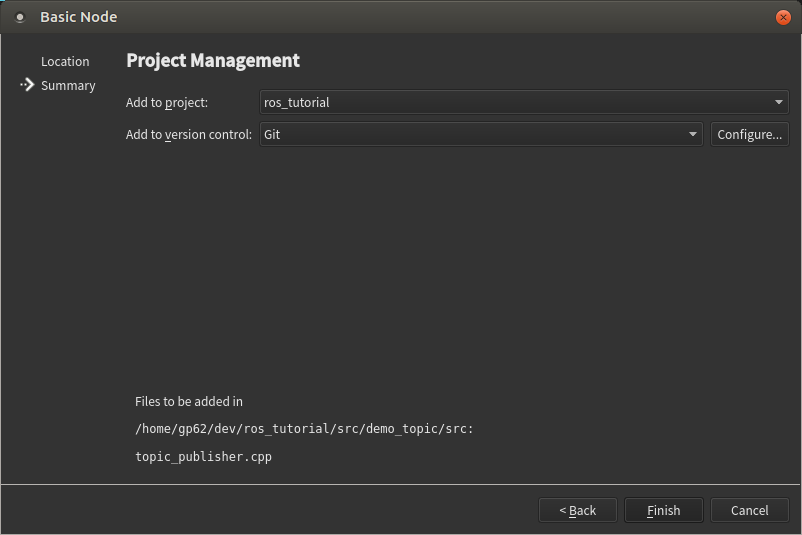 Basic Node
Location
Summary
Project Management
Add to project: ros_tutorial
Add to version control: Git Configure...
Files to be added in
/home/gp62/dev/ros_tutorial/src/demo_topic/src:
topic_publisher.cpp
< Back Finish Cancel